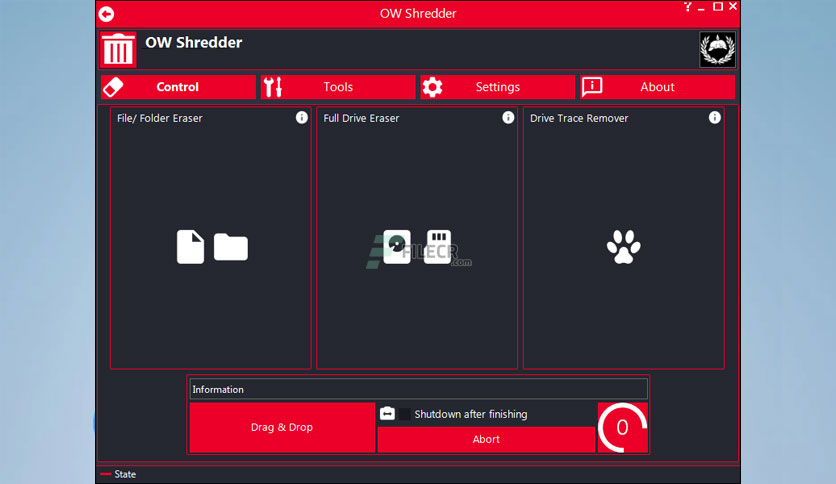 OW Shredder
?
OW Shredder
Control
Tools
Settings
About
File/ Folder Eraser
Full Drive Eraser
Drive Trace Remover
FILECR
.com
Information
Drag & Drop
Shutdown after finishing
Abort
0
State